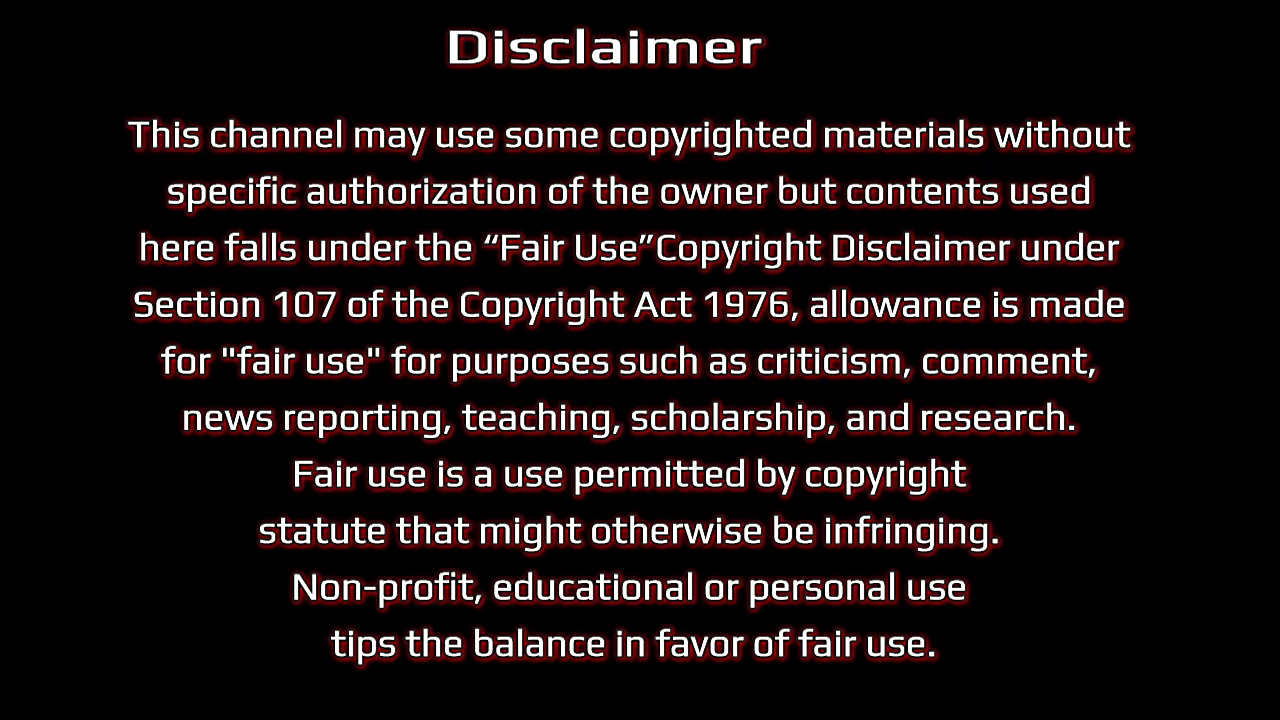 Disclaimer
This channel may use some copyrighted materials without
specific authorization of the owner but contents used
here falls under the “Fair Use”Copyright Disclaimer under
Section 107 of the Copyright Act 1976, allowance is made
for "fair use" for purposes such as criticism, comment,
news reporting, teaching, scholarship, and research.
Fair use is a use permitted by copyright
statute that might otherwise be infringing.
Non-profit, educational or personal use
tips the balance in favor of fair use.